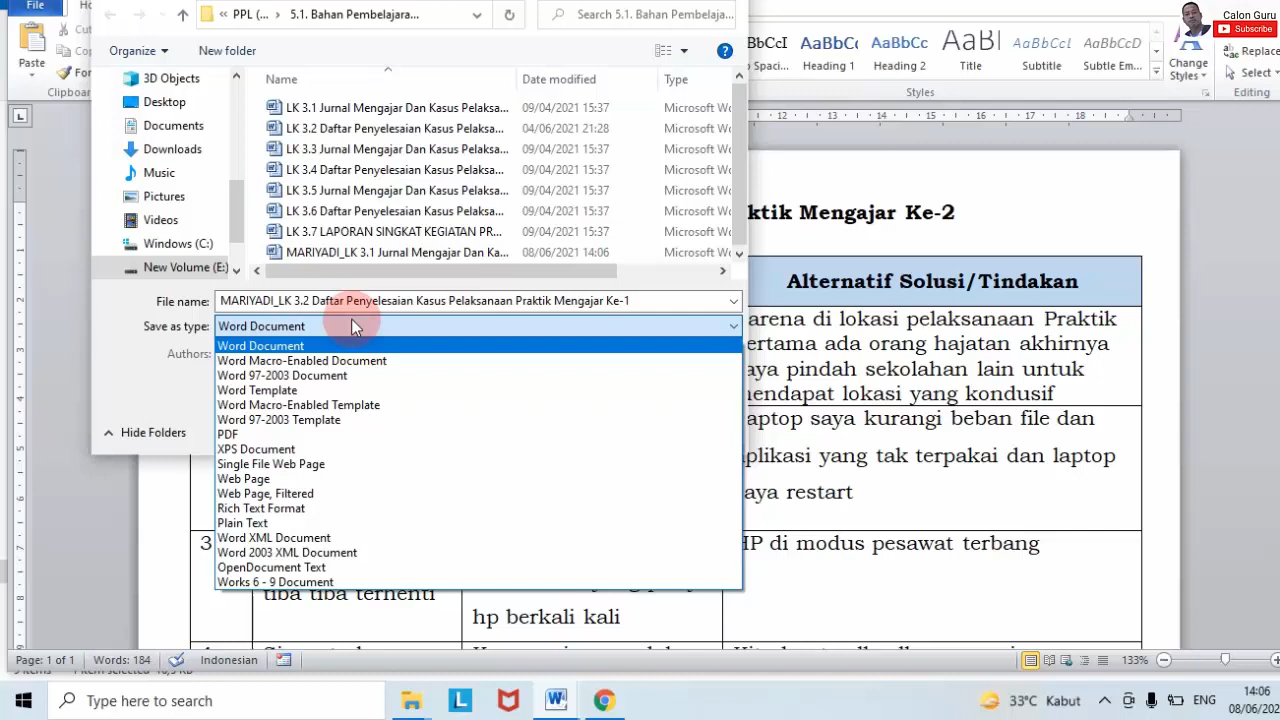 File
PPL (...
5.1. Bahan Pembelajara...
Search 5.1. Bahan Pembelaja...
Calon Guru
Subscribe
Organize
New folder
Paste
Clipboard
3D Objects
Desktop
Documents
Downloads
Music
Pictures
Videos
Windows (C:)
New Volume (E:)
Name
Date modified
Type
LK 3.1 Jurnal Mengajar Dan Kasus Pelaksa... 09/04/2021 15:37 Microsoft Wo
LK 3.2 Daftar Penyelesaian Kasus Pelaksa... 04/06/2021 21:28 Microsoft Wo
LK 3.3 Jurnal Mengajar Dan Kasus Pelaksa... 09/04/2021 15:37 Microsoft Wo
LK 3.4 Daftar Penyelesaian Kasus Pelaksa... 09/04/2021 15:37 Microsoft Wo
LK 3.5 Jurnal Mengajar Dan Kasus Pelaksa... 09/04/2021 15:37 Microsoft Wo
LK 3.6 Daftar Penyelesaian Kasus Pelaksa... 09/04/2021 15:37 Microsoft Wo
LK 3.7 LAPORAN SINGKAT KEGIATAN PR... 09/04/2021 15:37 Microsoft Wo
MARIYADI_LK 3.1 Jurnal Mengajar Dan Ka... 08/06/2021 14:06 Microsoft Wo
File name: MARIYADI_LK 3.2 Daftar Penyelesaian Kasus Pelaksanaan Praktik Mengajar Ke-1
Save as type: Word Document
Authors:
Word Document
Word Macro-Enabled Document
Word 97-2003 Document
Word Template
Word Macro-Enabled Template
Word 97-2003 Template
PDF
XPS Document
Single File Web Page
Web Page
Web Page, Filtered
Rich Text Format
Plain Text
Word XML Document
Word 2003 XML Document
OpenDocument Text
Works 6 - 9 Document
Hide Folders
AaBbCc AaBbCc AaBbCcD AaBbCcD
Heading 1 Heading 2 Title Subtitle Subtle Em...
Change Styles
Replace
Select
Styles
Editing
12 13 14 15 16 17 18
ktik Mengajar Ke-2
Alternatif Solusi/Tindakan
arena di lokasi pelaksanaan Praktik
ertama ada orang hajatan akhirnya
aya pindah sekolahan lain untuk
endapat lokasi yang kondusif
aptop saya kurangi beban file dan
plikasi yang tak terpakai dan laptop
aya restart
3
HP di modus pesawat terbang
tiba tiba terhenti
hp berkali kali
Page: 1 of 1
Words: 184
Indonesian
133%
Type here to search
33°C Kabut
ENG
14:06
08/06/202